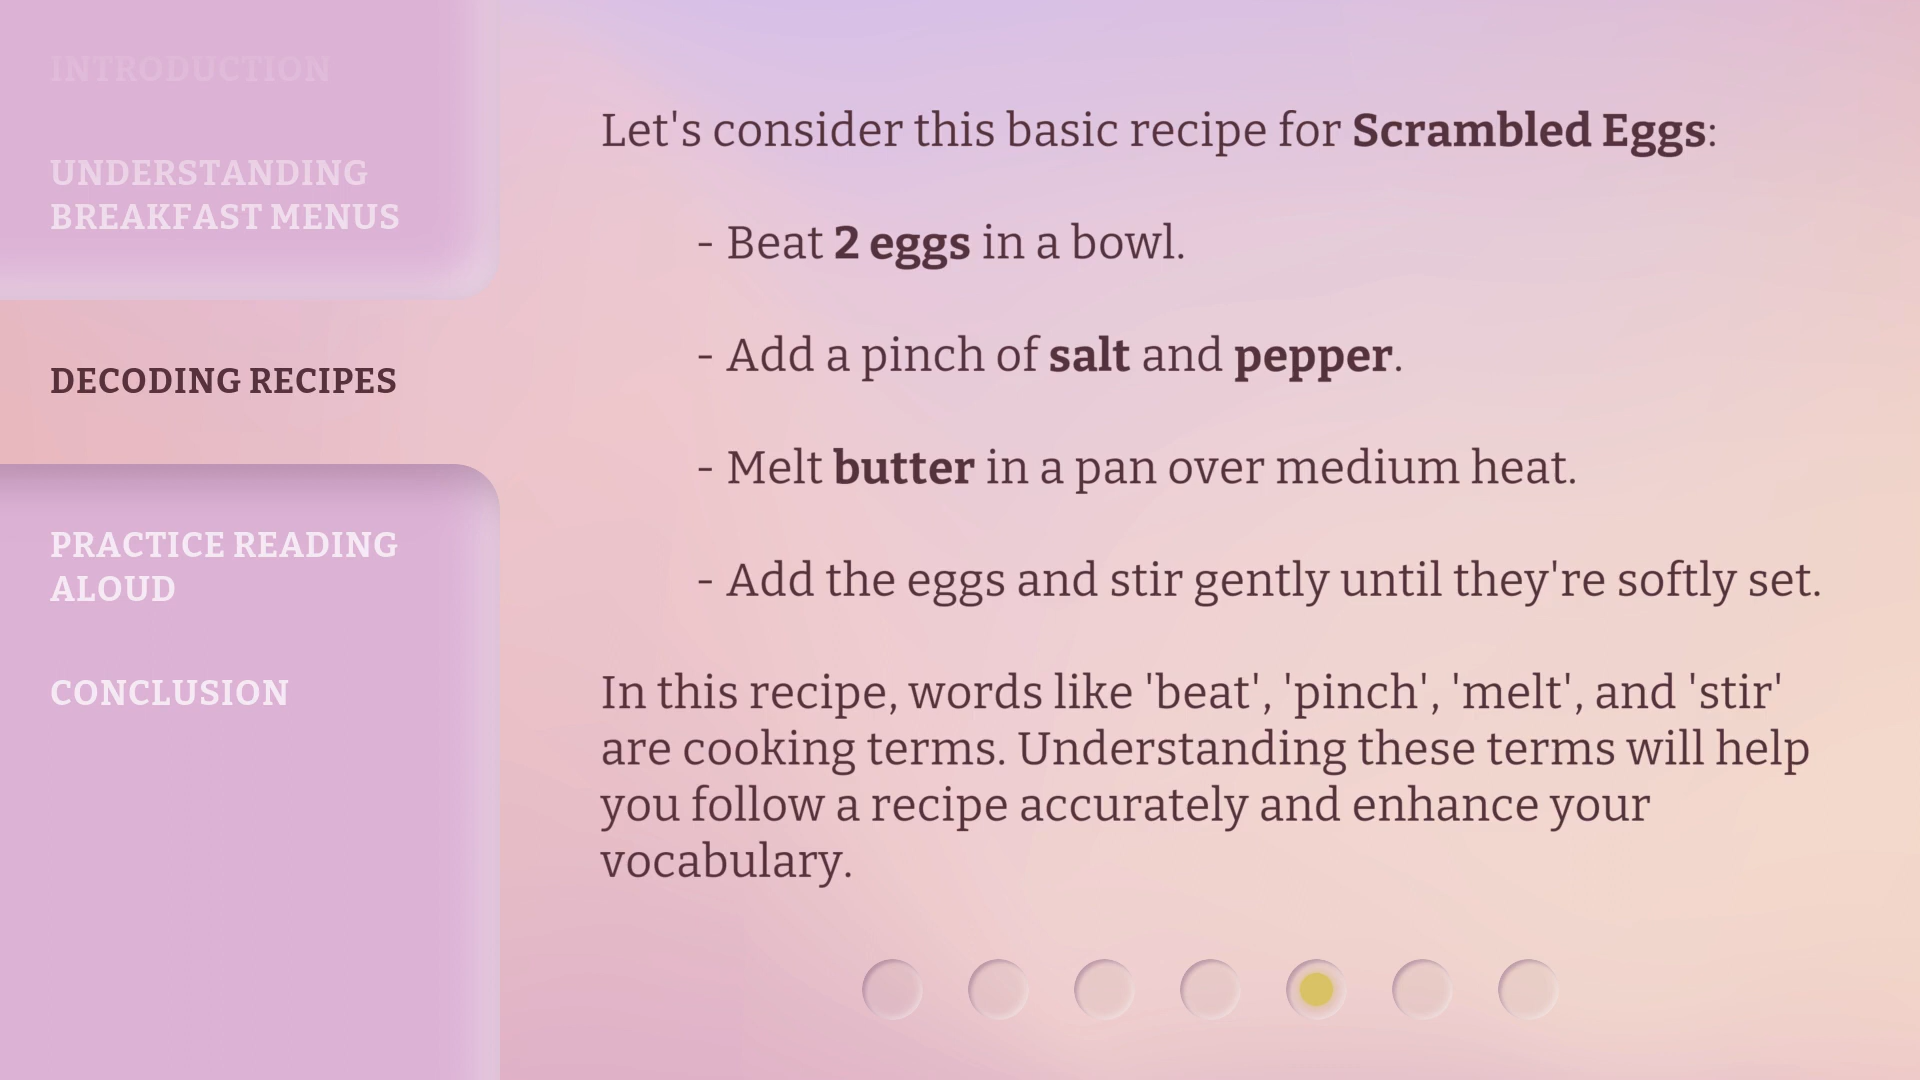 INTRODUCTION
UNDERSTANDING
BREAKFAST MENUS
DECODING RECIPES
PRACTICE READING
ALOUD
CONCLUSION
Let's consider this basic recipe for Scrambled Eggs:
- Beat 2 eggs in a bowl.
- Add a pinch of salt and pepper.
- Melt butter in a pan over medium heat.
- Add the eggs and stir gently until they're softly set.
In this recipe, words like 'beat', 'pinch', 'melt', and 'stir'
are cooking terms. Understanding these terms will help
you follow a recipe accurately and enhance your
vocabulary.